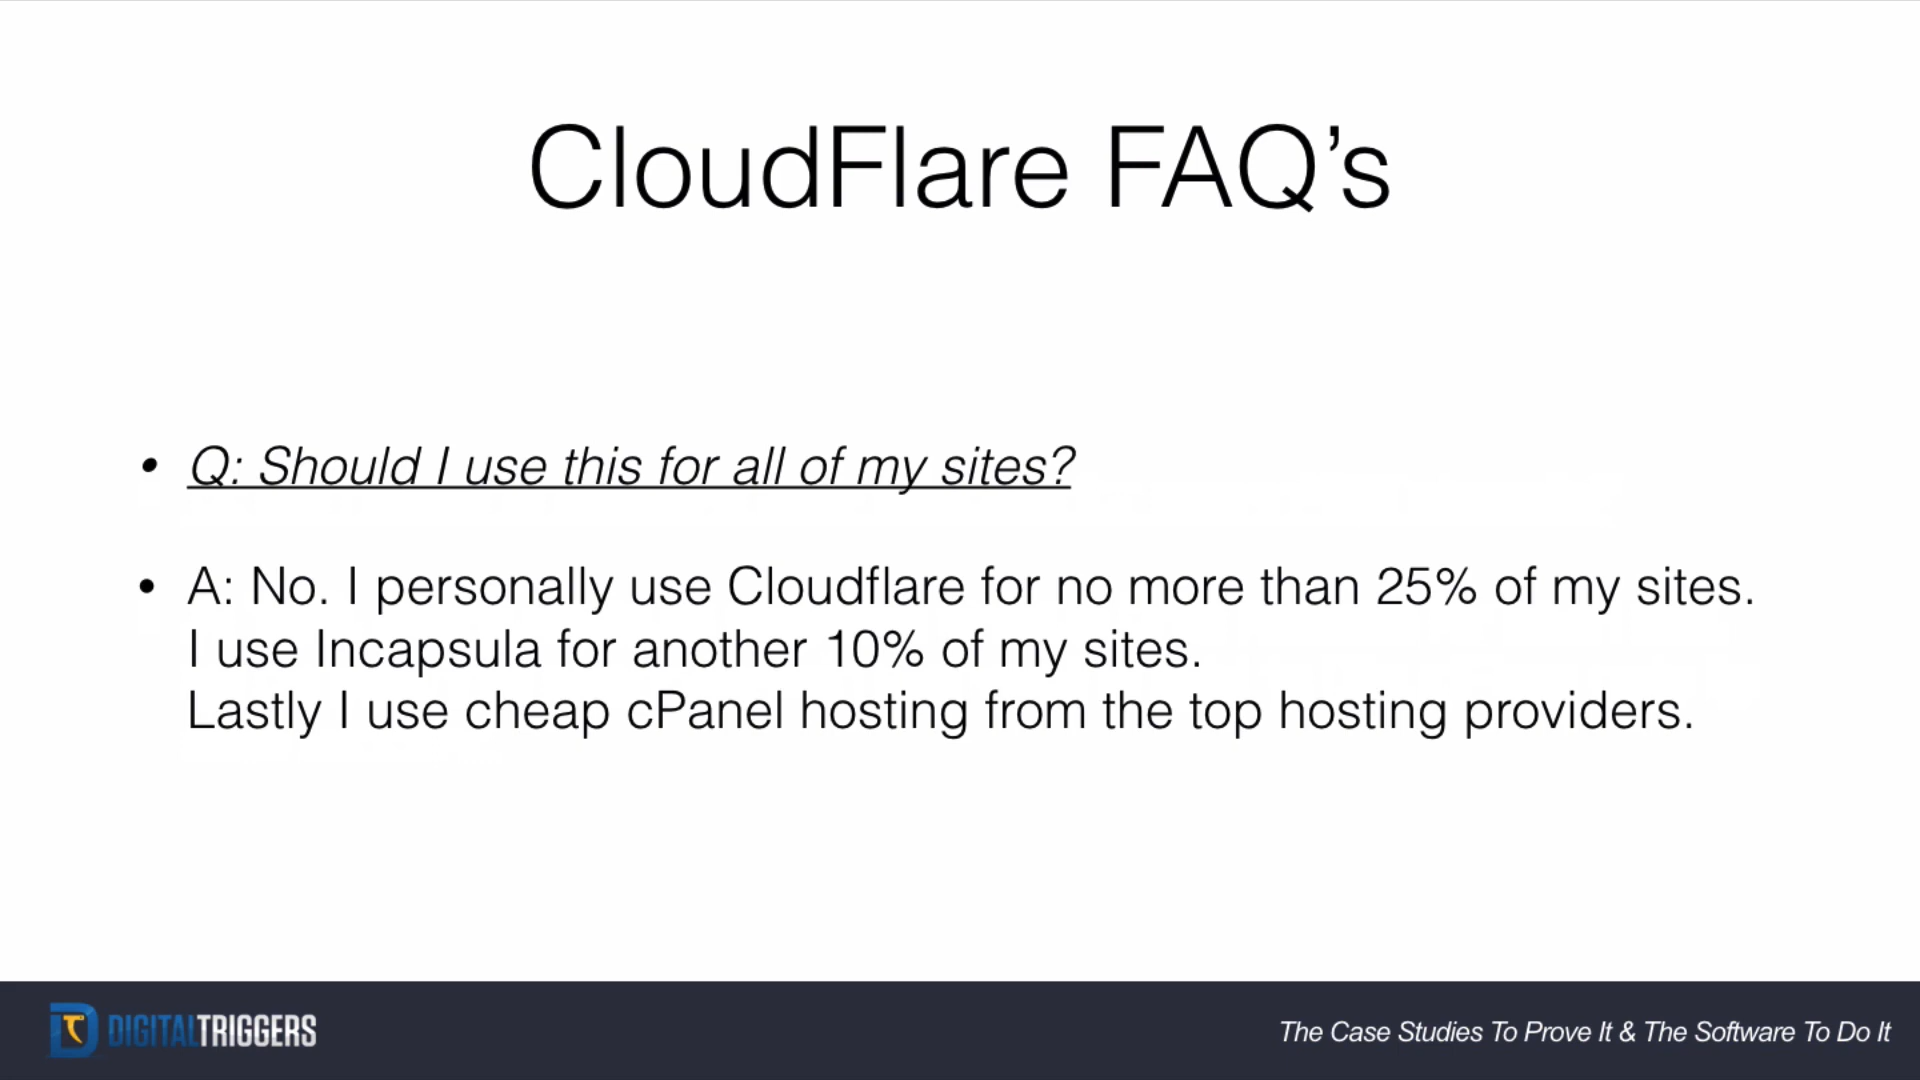 CloudFlare FAQ’s
• Q: Should I use this for all of my sites?
• A: No. I personally use Cloudflare for no more than 25% of my sites.
I use Incapsula for another 10% of my sites.
Lastly I use cheap cPanel hosting from the top hosting providers.
DIGITALTRIGGERS
The Case Studies To Prove It & The Software To Do It